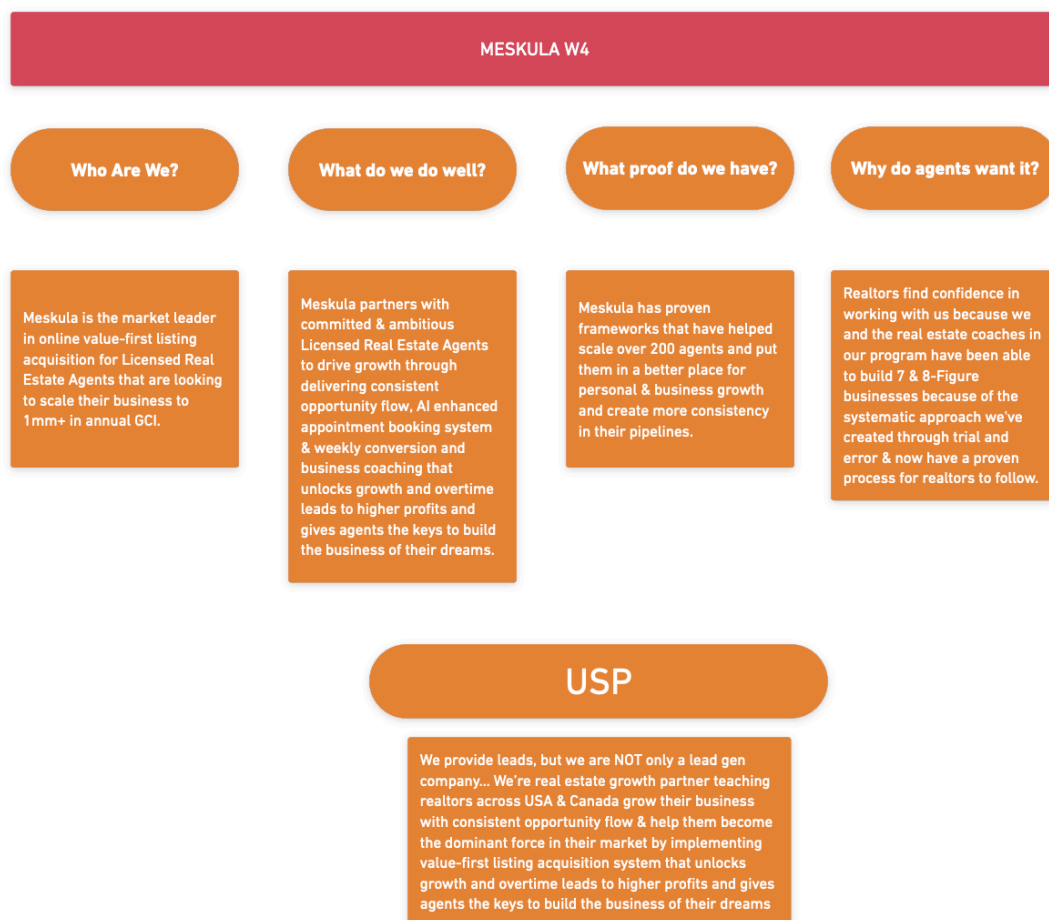 MESKULA W4
Who Are We?
What do we do well?
What proof do we have?
Why do agents want it?
Meskula is the market leader
in online value-first listing
acquisition for Licensed Real
Estate Agents that are looking
to scale their business to
1mm+ in annual GCI.
Meskula partners with
committed & ambitious
Licensed Real Estate Agents
to drive growth through
delivering consistent
opportunity flow, AI enhanced
appointment booking system
& weekly conversion and
business coaching that
unlocks growth and overtime
leads to higher profits and
gives agents the keys to build
the business of their dreams.
Meskula has proven
frameworks that have helped
scale over 200 agents and put
them in a better place for
personal & business growth
and create more consistency
in their pipelines.
Realtors find confidence in
working with us because we
and the real estate coaches in
our program have been able
to build 7 & 8-Figure
businesses because of the
systematic approach we've
created through trial and
error & now have a proven
process for realtors to follow.
USP
We provide leads, but we are NOT only a lead gen
company... We're real estate growth partner teaching
realtors across USA & Canada grow their business
with consistent opportunity flow & help them become
the dominant force in their market by implementing
value-first listing acquisition system that unlocks
growth and overtime leads to higher profits and gives
agents the keys to build the business of their dreams